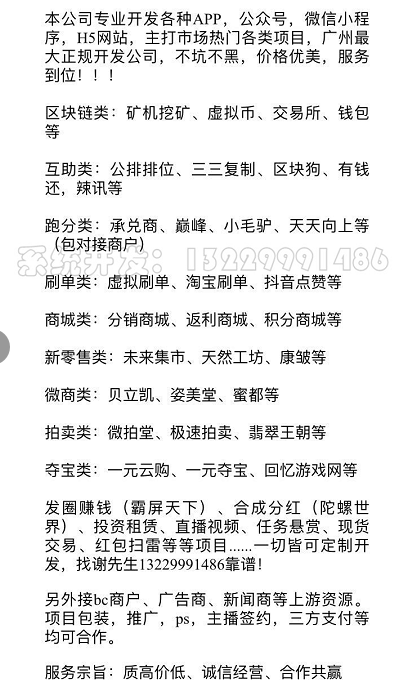 本公司专业开发各种APP，公众号，微信小程
序，H5网站，主打市场热门各类项目，广州最
大正规开发公司，不坑不黑，价格优美，服务
到位！！！
区块链类：矿机挖矿、虚拟币、交易所、钱包
等
互助类：公排排位、三三复制、区块狗、有钱
还，辣讯等
跑分类：承兑商、巅峰、小毛驴、天天向上等
（包对接商户）
系统开发：13229991486
刷单类：虚拟刷单、淘宝刷单、抖音点赞等
商城类：分销商城、返利商城、积分商城等
新零售类：未来集市、天然工坊、康皱等
微商类：贝立凯、姿美堂、蜜都等
拍卖类：微拍堂、极速拍卖、翡翠王朝等
夺宝类：一元云购、一元夺宝、回忆游戏网等
发圈赚钱（霸屏天下）、合成分红（陀螺世
界）、投资租赁、直播视频、任务悬赏、现货
交易、红包扫雷等等项目......一切皆可定制开
发，找谢先生13229991486靠谱！
另外接bc商户、广告商、新闻商等上游资源。
项目包装，推广，ps，主播签约，三方支付等
均可合作。
服务宗旨：质高价低、诚信经营、合作共赢